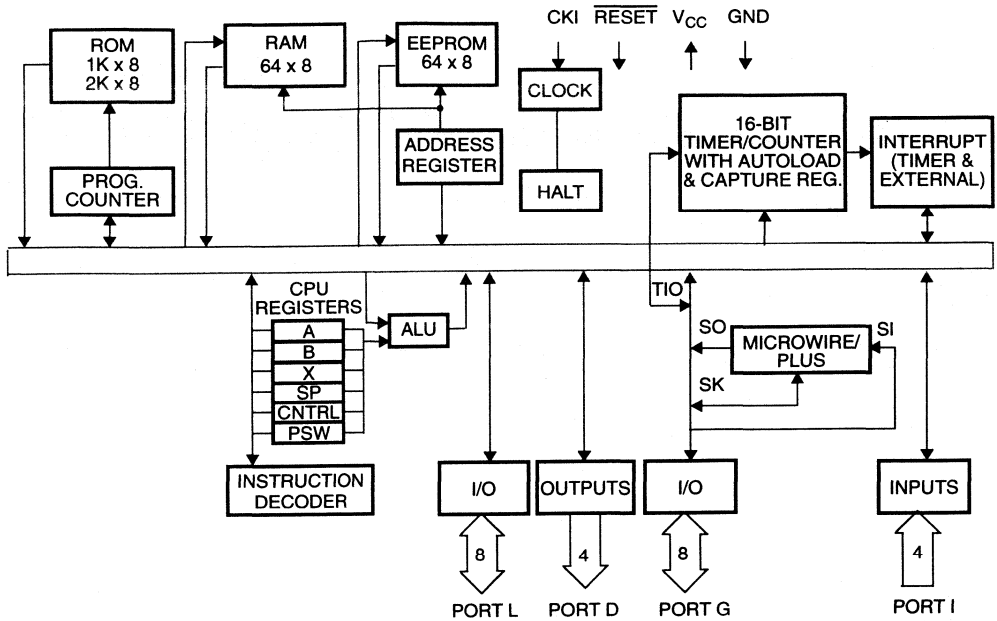 CKI RESET VCC GND
ROM
1K x 8
2K x 8
RAM
64 x 8
EEPROM
64 x 8
CLOCK
HALT
ADDRESS
REGISTER
PROG.
COUNTER
16-BIT
TIMER/COUNTER
WITH AUTOLOAD
& CAPTURE REG.
INTERRUPT
(TIMER &
EXTERNAL)
CPU
REGISTERS
A
B
X
SP
CNTRL
PSW
ALU
TIO
SO
SI
MICROWIRE/
PLUS
SK
INSTRUCTION
DECODER
I/O
OUTPUTS
I/O
INPUTS
8
4
8
4
PORT L
PORT D
PORT G
PORT I